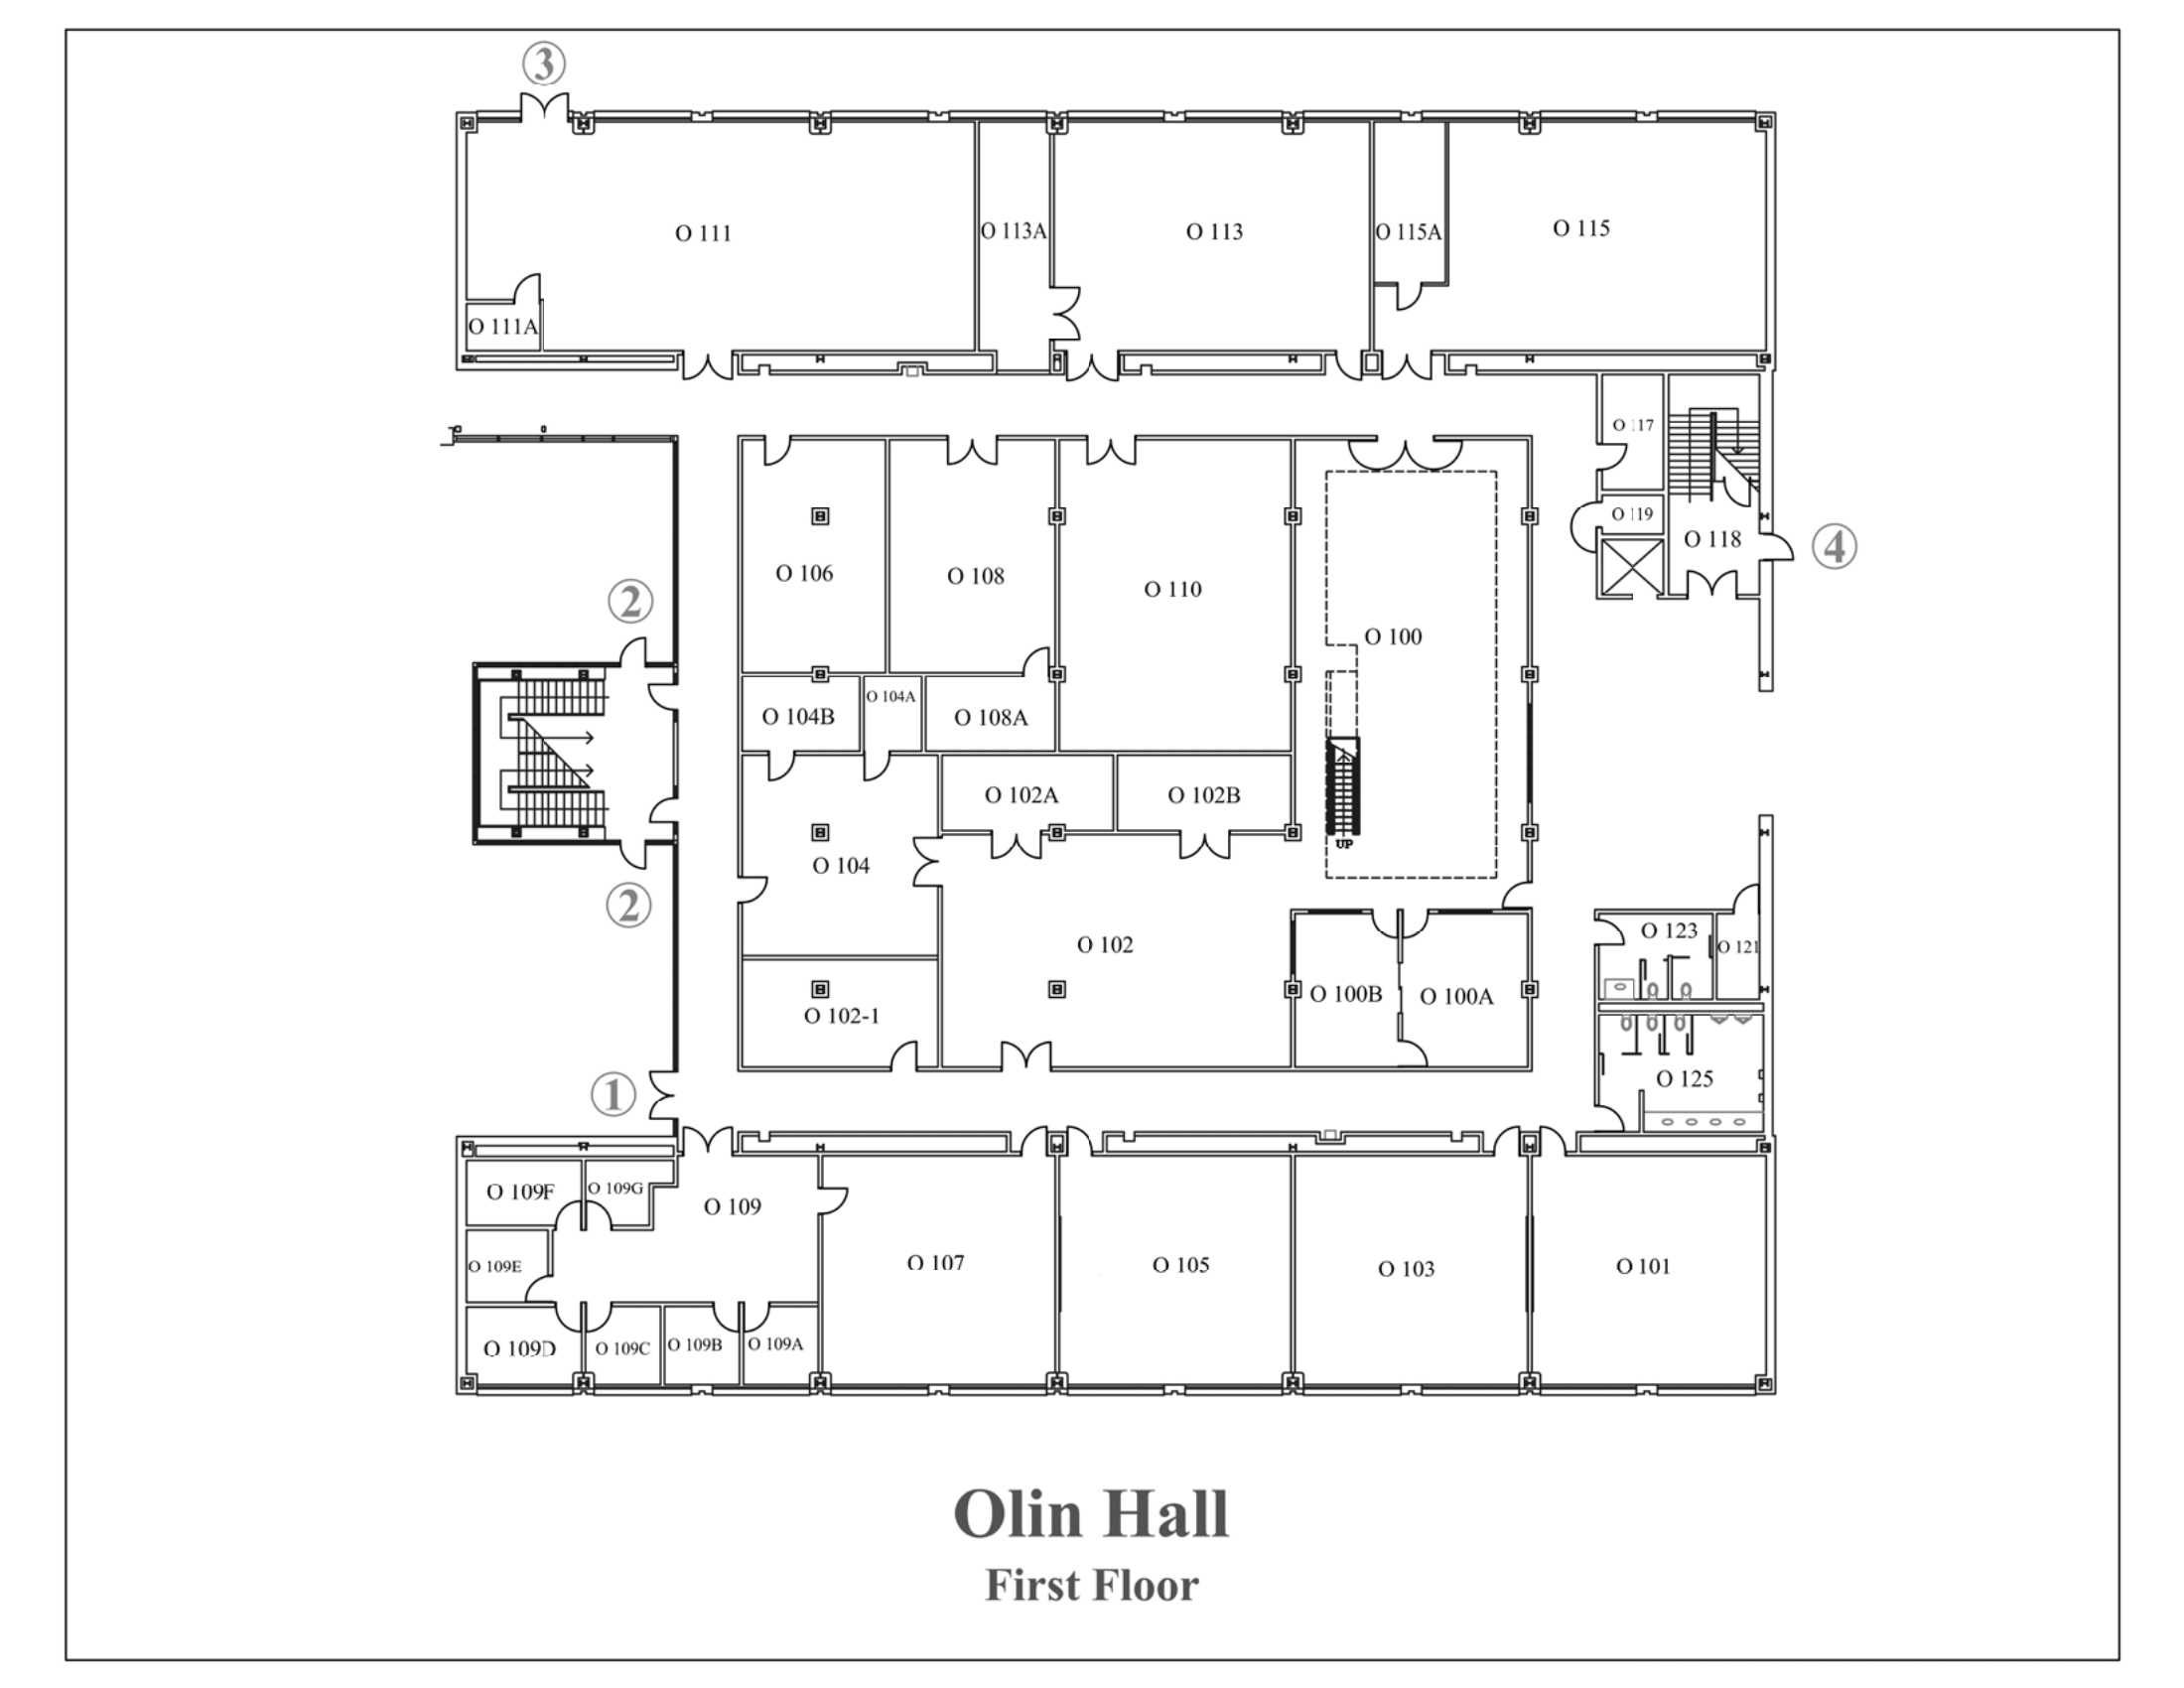 ③
O 111
O 113A
O 113
O 115A
O 115
O 111A
O 117
O 119
O 118
④
O 106
O 108
O 110
O 100
②
O 104B
O 104A
O 108A
O 102A
O 102B
UP
O 104
②
O 102
O 123
O 121
O 100B
O 100A
O 102-1
①
O 125
O 109F
O 109G
O 109
O 107
O 105
O 103
O 101
O 109E
O 109D
O 109C
O 109B
O 109A
Olin Hall
First Floor